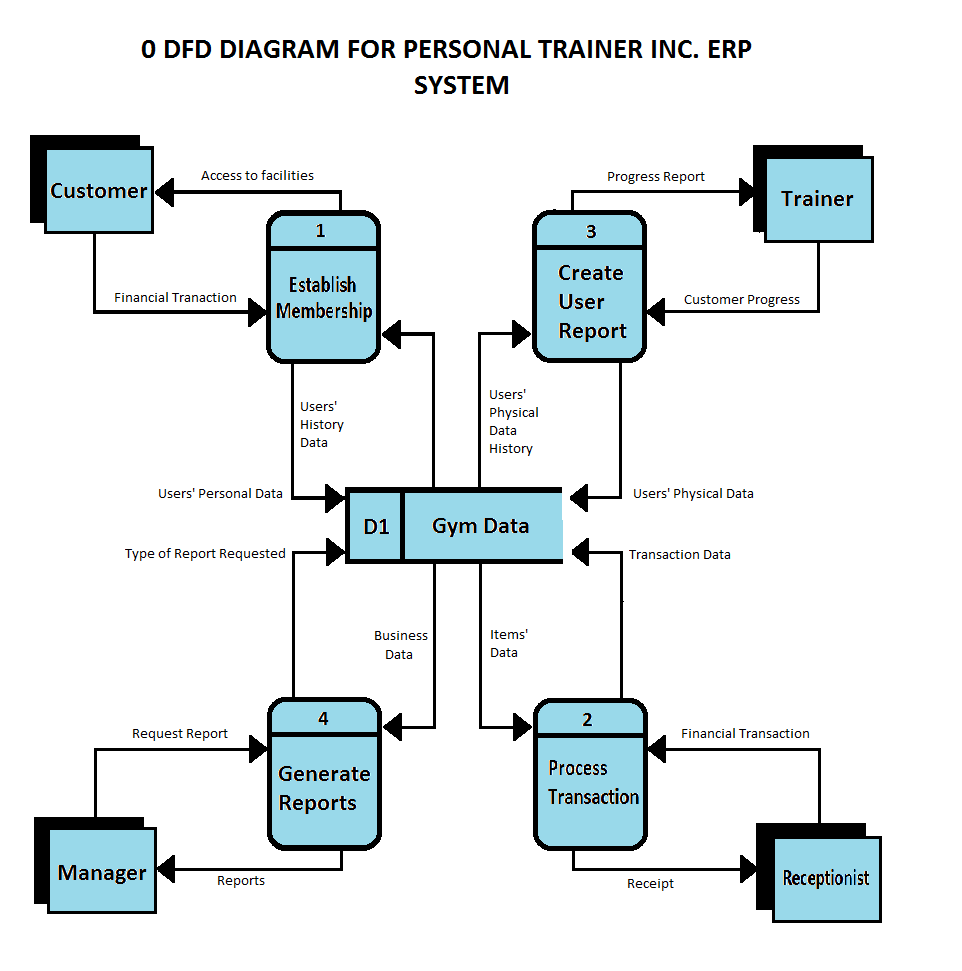 0 DFD DIAGRAM FOR PERSONAL TRAINER INC. ERP
SYSTEM
Customer
Access to facilities
Financial Tranaction
1
Establish
Membership
Progress Report
Trainer
3
Create
User
Report
Customer Progress
Users'
History
Data
Users'
Physical
Data
History
Users' Personal Data
Users' Physical Data
D1
Gym Data
Type of Report Requested
Transaction Data
Business
Data
Items'
Data
4
Generate
Reports
Request Report
Manager
Reports
2
Process
Transaction
Financial Transaction
Receptionist
Receipt